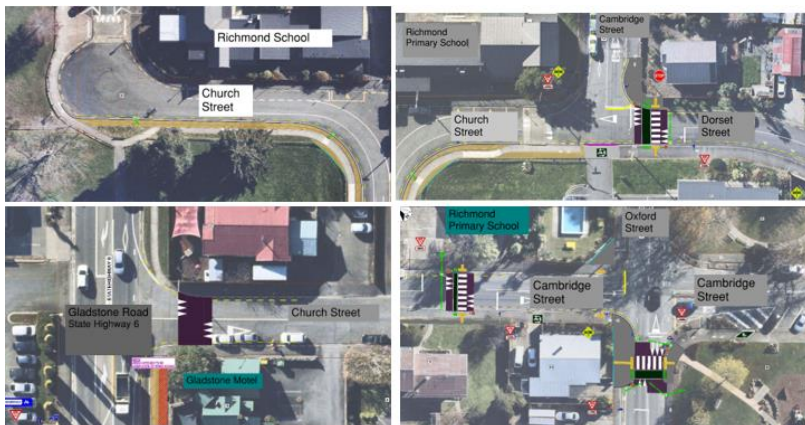 Richmond School
Church
Street
Cambridge
Street
Richmond
Primary School
Church
Street
Dorset
Street
Gladstone Road
State Highway 6
Church Street
Gladstone Motel
Richmond
Primary School
Oxford
Street
Cambridge
Street
Cambridge
Street